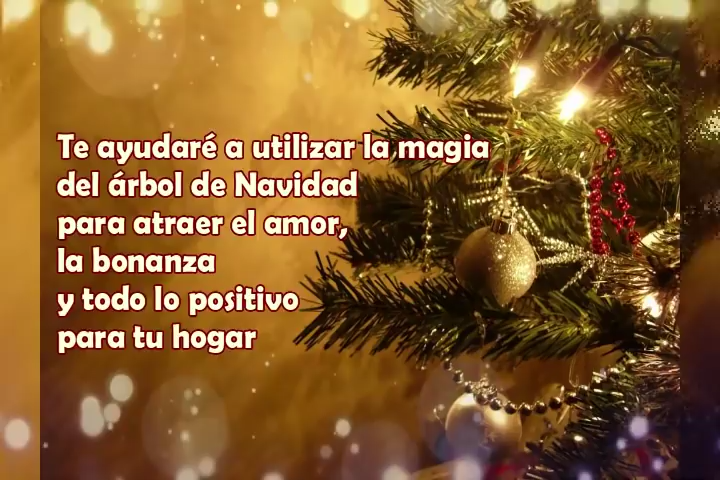 Te ayudaré a utilizar la magia
del árbol de Navidad
para atraer el amor,
la bonanza
y todo lo positivo
para tu hogar